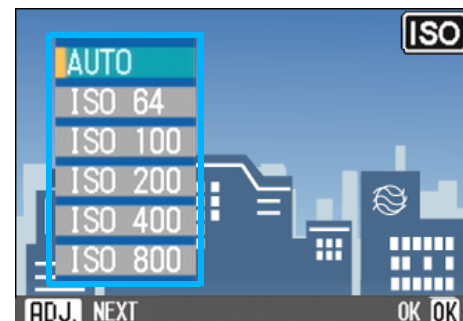 ISO
AUTO
ISO 64
ISO 100
ISO 200
ISO 400
ISO 800
ADJ. NEXT OK OK